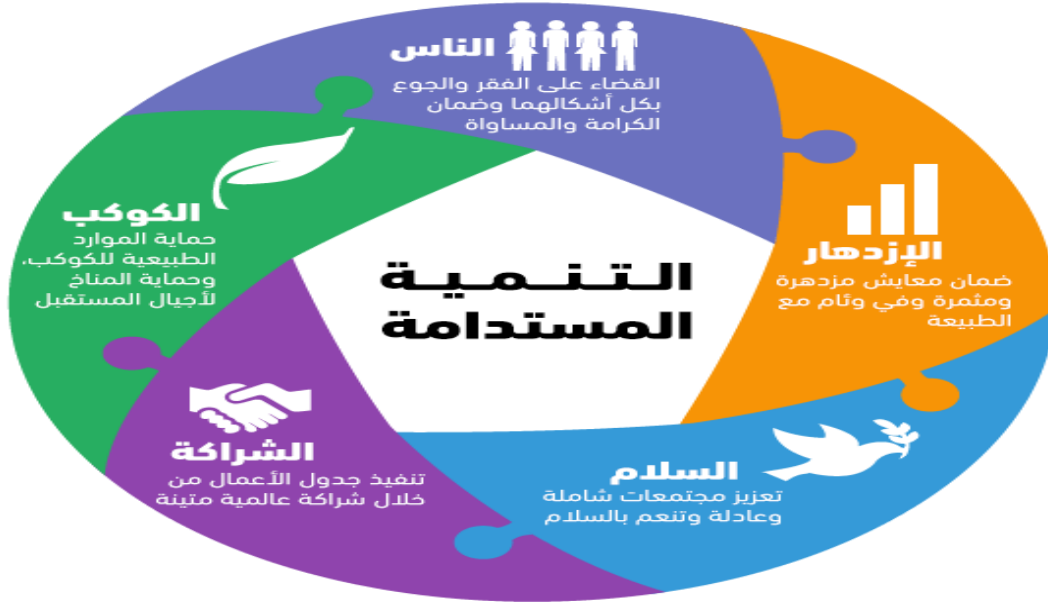 الناس
القضاء على الفقر والجوع
بكل أشكالهما وضمان
الكرامة والمساواة
الإزدهار
ضمان معايش مزدهرة
ومثمرة وفي وئام مع
الطبيعة
السلام
تعزيز مجتمعات شاملة
وعادلة وتنعم بالسلام
الشراكة
تنفيذ جدول الأعمال من
خلال شراكة عالمية متينة
الكوكب
حماية الموارد
الطبيعية للكوكب،
وحماية المناخ
لأجيال المستقبل
التنمية
المستدامة